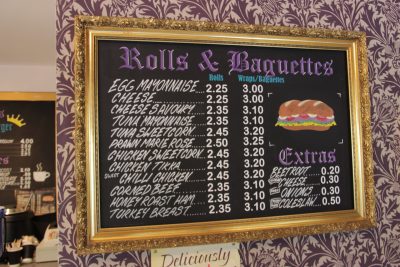 Rolls & Baguettes
Rolls Wraps/Baguettes
EGG MAYONNAISE.... 2.25 3.00
CHEESE............ 2.25 3.00
CHEESE SAVOURY... 2.35 3.10
TUNA MAYONNAISE... 2.35 3.10
TUNA SWEETCORN... 2.45 3.20
PRAWN MARIE ROSE 2.50 3.25
CHICKEN SWEETCORN.. 2.45 3.20
CHICKEN TIKKA..... 2.45 3.20
SWEET CHILLI CHICKEN 2.45 3.20
CORNED BEEF...... 2.35 3.10
HONEY ROAST HAM.. 2.35 3.10
TURKEY BREAST.... 2.35 3.10
Extras
BEETROOT 0.20
CHEESE 0.30
ONIONS 0.30
COLESLAW 0.50
Deliciously